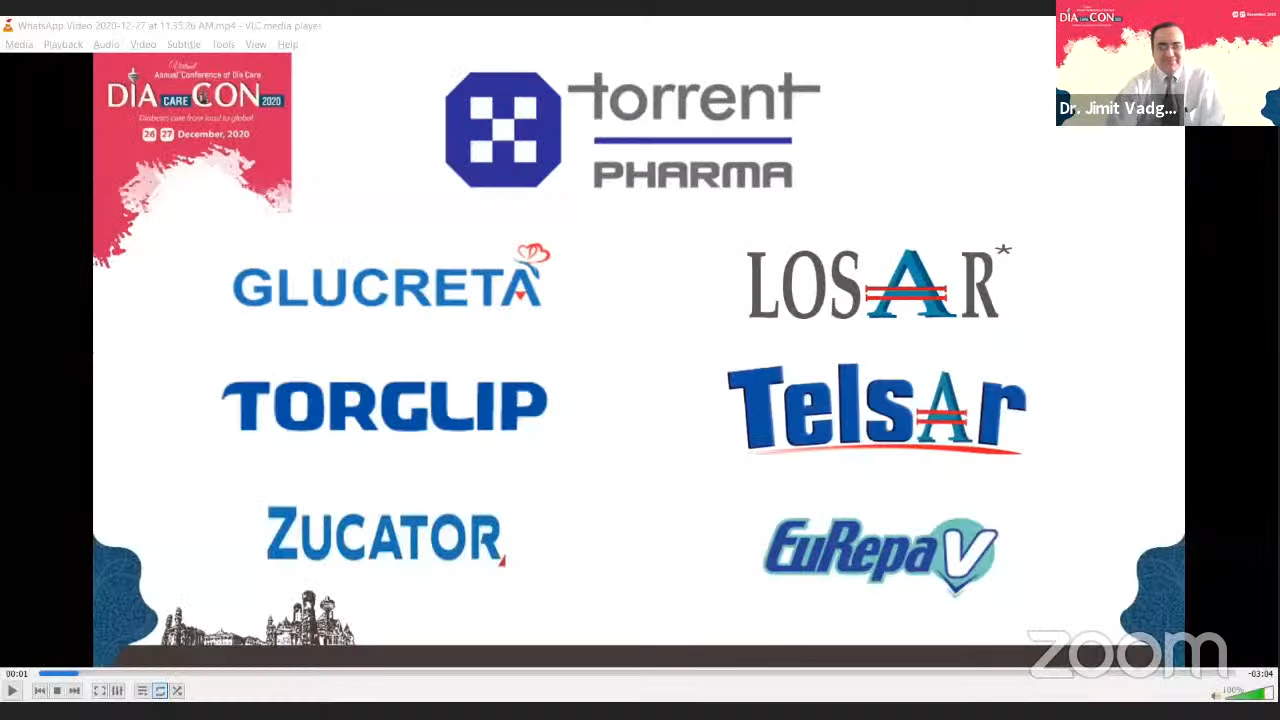 WhatsApp Video 2020-12-27 at 11.35.26 AM.mp4 - VLC media player
Media Playback Audio Video Subtitle Tools View Help
Virtual
Annual Conference of Dia Care
DIA CARE CON 2020
Diabetes care from local to global
26 27 December, 2020
torrent
PHARMA
GLUCRETA
LOSAR*
TORGLIP
Telsar
ZUCATOR
EuRepa V
DIA CARE CON
Dr. Jimit Vadg...
zoom
00:01
-03:04
100%